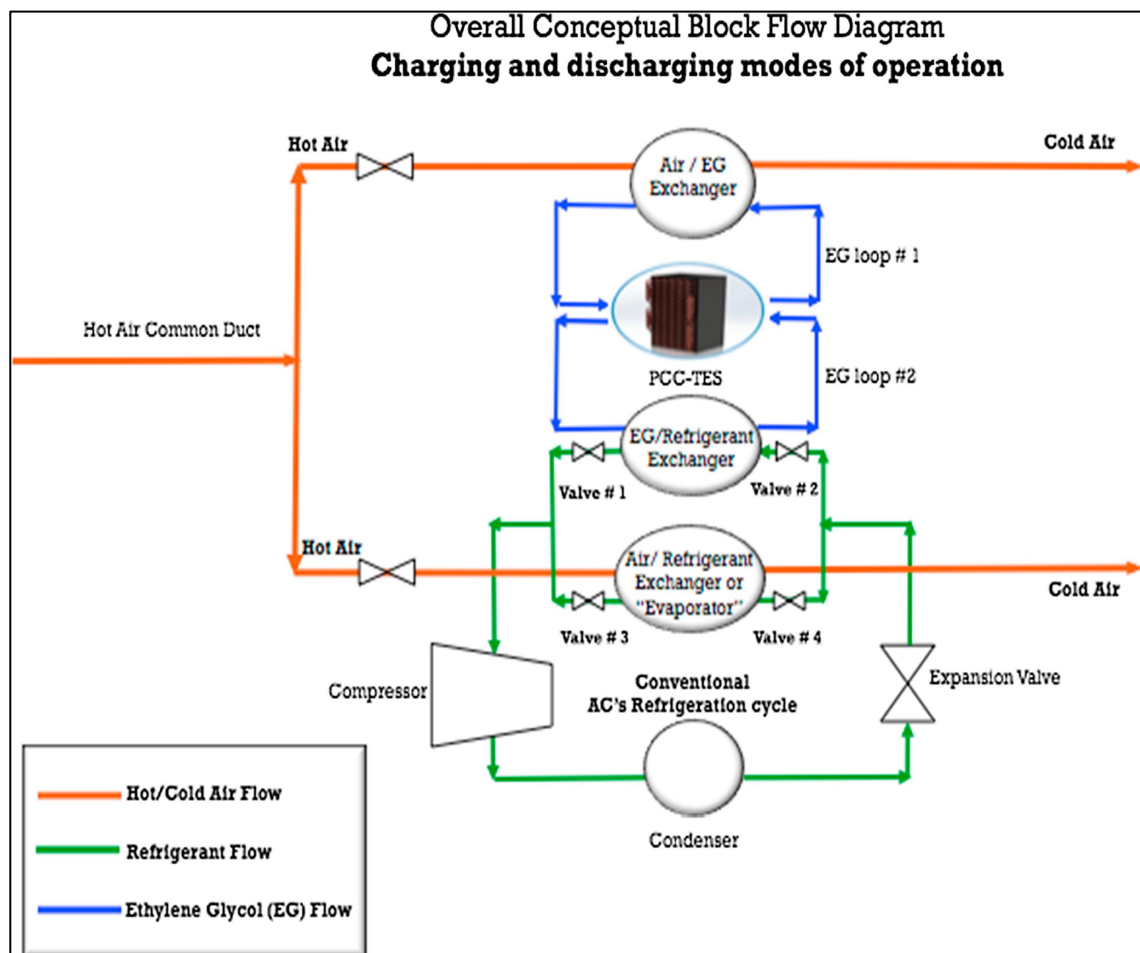 Overall Conceptual Block Flow Diagram
Charging and discharging modes of operation
Hot Air
Cold Air
Air / EG
Exchanger
EG loop # 1
Hot Air Common Duct
PCC-TES
EG loop #2
EG/Refrigerant
Exchanger
Valve # 1
Valve # 2
Hot Air
Air/ Refrigerant
Exchanger or
"Evaporator"
Cold Air
Valve # 3
Valve # 4
Compressor
Conventional
AC's Refrigeration cycle
Expansion Valve
Condenser
Hot/Cold Air Flow
Refrigerant Flow
Ethylene Glycol (EG) Flow